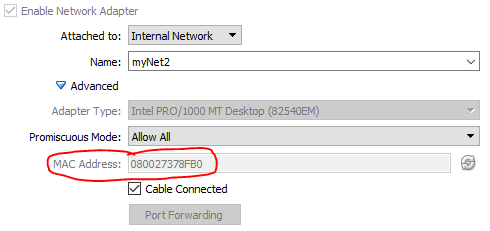 Enable Network Adapter
Attached to: Internal Network
Name: myNet2
Advanced
Adapter Type: Intel PRO/1000 MT Desktop (82540EM)
Promiscuous Mode: Allow All
MAC Address: 080027378FB0
Cable Connected
Port Forwarding